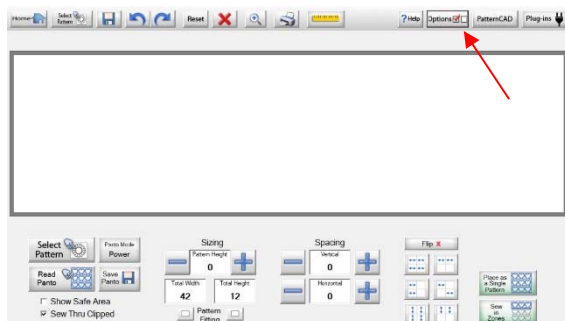 Home Select Pattern Reset ? Help Options PatternCAD Plug-ins
Select Pattern
Panto Mode
Power
Read Panto
Save Panto
Show Safe Area
Sew Thru Clipped
Sizing
Pattern Height
0
Total Width
42
Total Height
12
Pattern Fitting
Spacing
Vertical
0
Horizontal
0
Flip X
Place as a Single Pattern
Sew in Zones